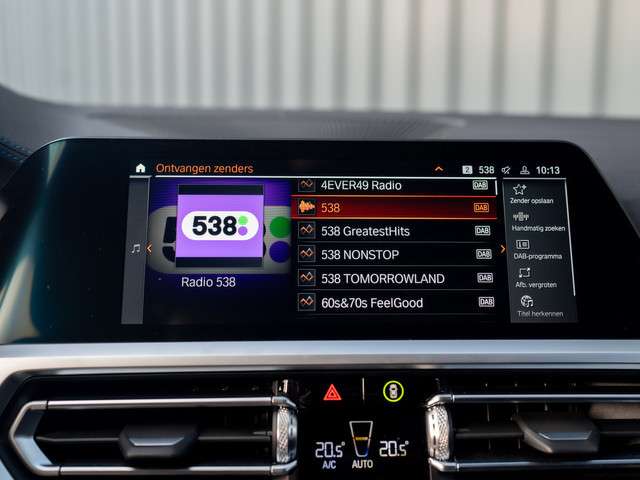 Ontvangen zenders
2 538 10:13
538
Radio 538
4EVER49 Radio DAB
538 DAB
538 GreatestHits DAB
538 NONSTOP DAB
538 TOMORROWLAND DAB
60s&70s FeelGood DAB
Zender opslaan
Handmatig zoeken
DAB-programma
Afb. vergroten
Titel herkennen
20.5° 20.5°
A/C AUTO